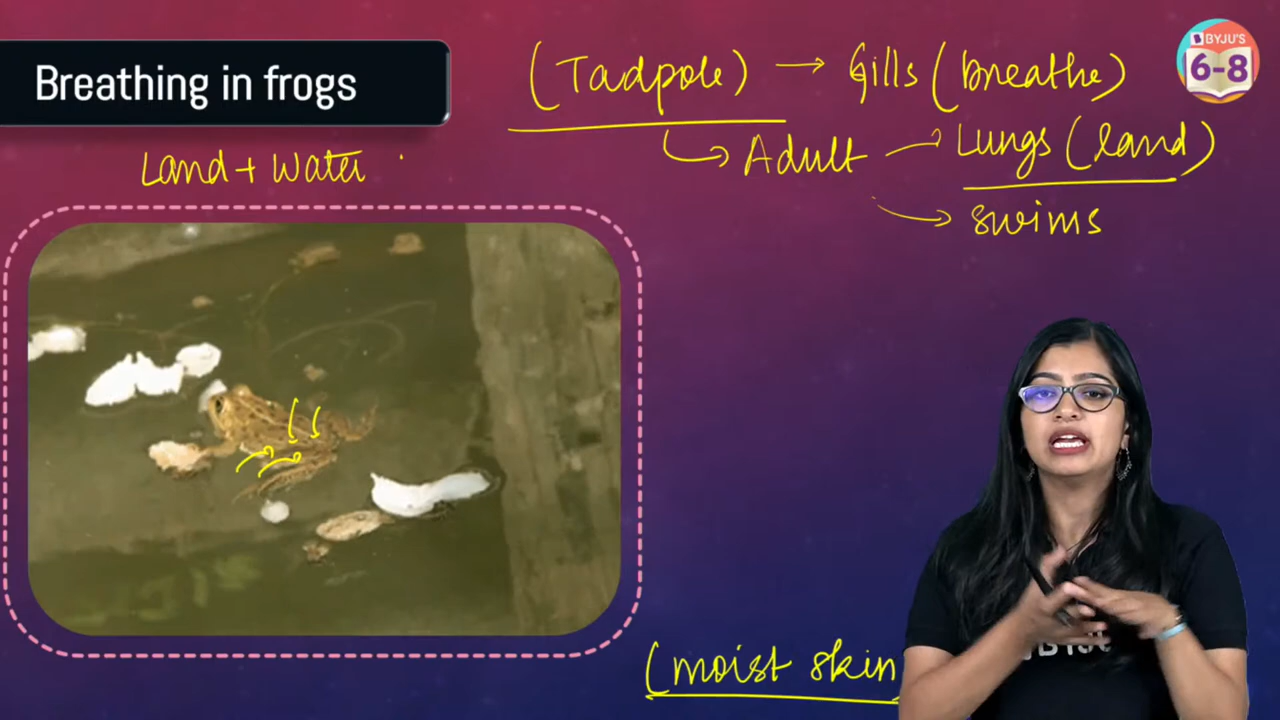 Breathing in frogs
(Tadpole) → Gills (breathe)
BYJU'S
6-8
Land + Water
Adult → Lungs (land)
→ swims
(moist skin